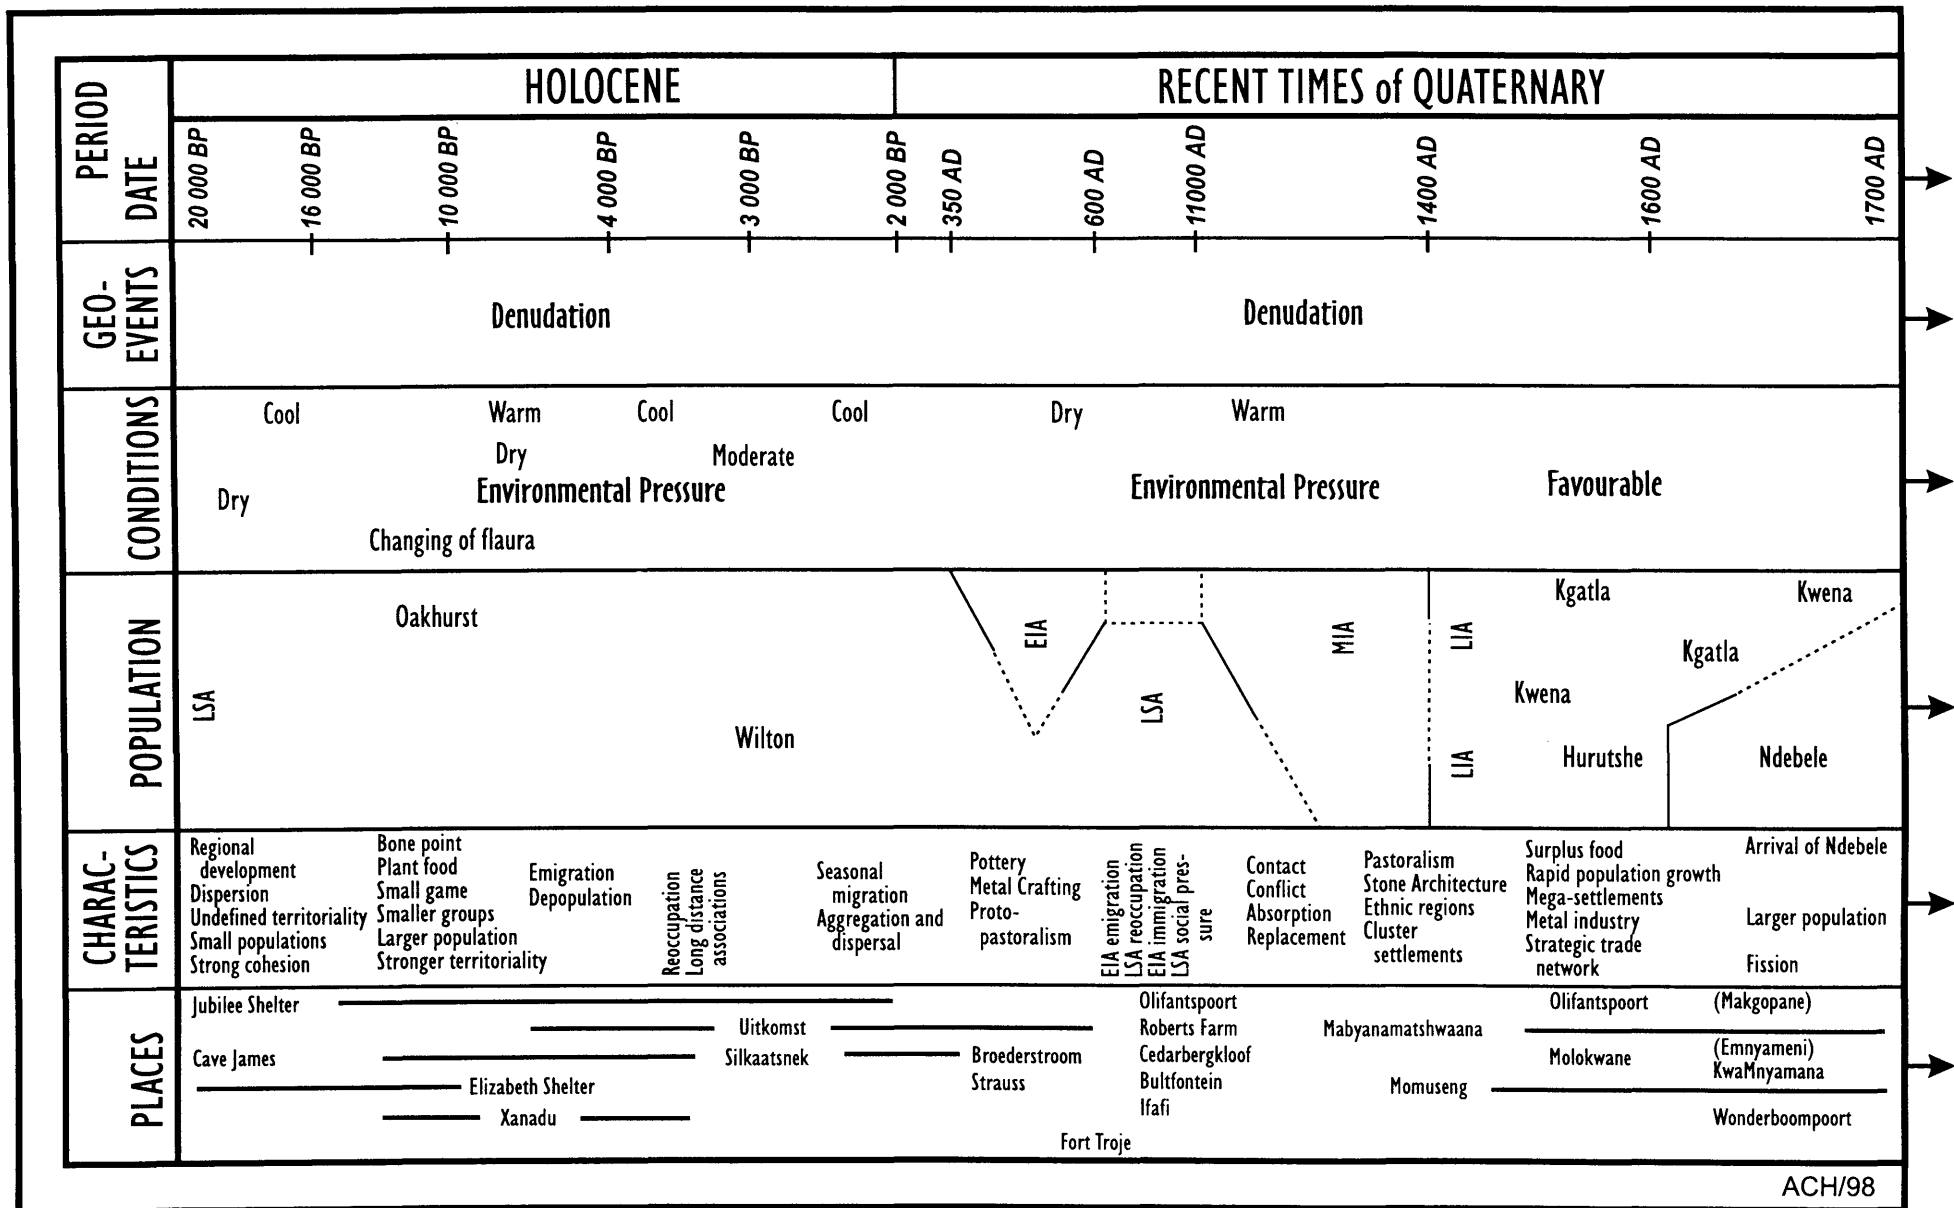 PERIOD
HOLOCENE
RECENT TIMES of QUATERNARY
DATE
20 000 BP
16 000 BP
10 000 BP
4 000 BP
3 000 BP
2 000 BP
350 AD
600 AD
11000 AD
1400 AD
1600 AD
1700 AD
GEO-
EVENTS
Denudation
Denudation
CONDITIONS
Cool
Warm
Cool
Cool
Dry
Warm
Dry
Moderate
Dry
Environmental Pressure
Environmental Pressure
Favourable
Changing of flaura
POPULATION
LSA
Oakhurst
Wilton
EIA
LSA
MIA
LIA
LIA
Kgatla
Kwena
Kgatla
Kwena
Hurutshe
Ndebele
CHARAC-
TERISTICS
Regional
development
Dispersion
Undefined territoriality
Small populations
Strong cohesion
Bone point
Plant food
Small game
Smaller groups
Larger population
Stronger territoriality
Emigration
Depopulation
Reoccupation
Long distance
associations
Seasonal
migration
Aggregation and
dispersal
Pottery
Metal Crafting
Proto-
pastoralism
EIA emigration
LSA reoccupation
EIA immigration
LSA social pres-
sure
Contact
Conflict
Absorption
Replacement
Pastoralism
Stone Architecture
Ethnic regions
Cluster
settlements
Surplus food
Rapid population growth
Mega-settlements
Metal industry
Strategic trade
network
Arrival of Ndebele
Larger population
Fission
PLACES
Jubilee Shelter
Cave James
Uitkomst
Silkaatsnek
Elizabeth Shelter
Xanadu
Broederstroom
Strauss
Fort Troje
Olifantspoort
Roberts Farm
Cedarbergkloof
Bultfontein
Ifafi
Mabyanamatshwaana
Momuseng
Olifantspoort
Molokwane
(Makgopane)
(Emnyameni)
KwaMnyamana
Wonderboompoort
ACH/98